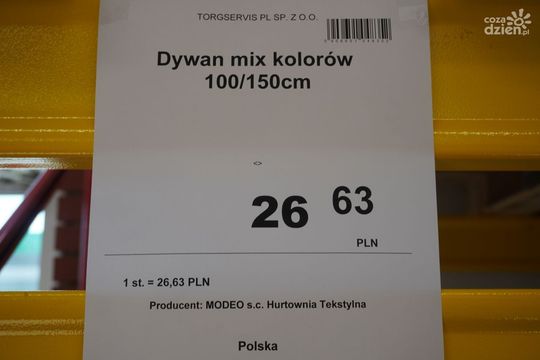 TORGSERVIS PL SP. Z O.O.
coza
dzien.pl
Dywan mix kolorów
100/150cm
<>
26 63
PLN
1 st. = 26,63 PLN
Producent: MODEO s.c. Hurtownia Tekstylna
Polska